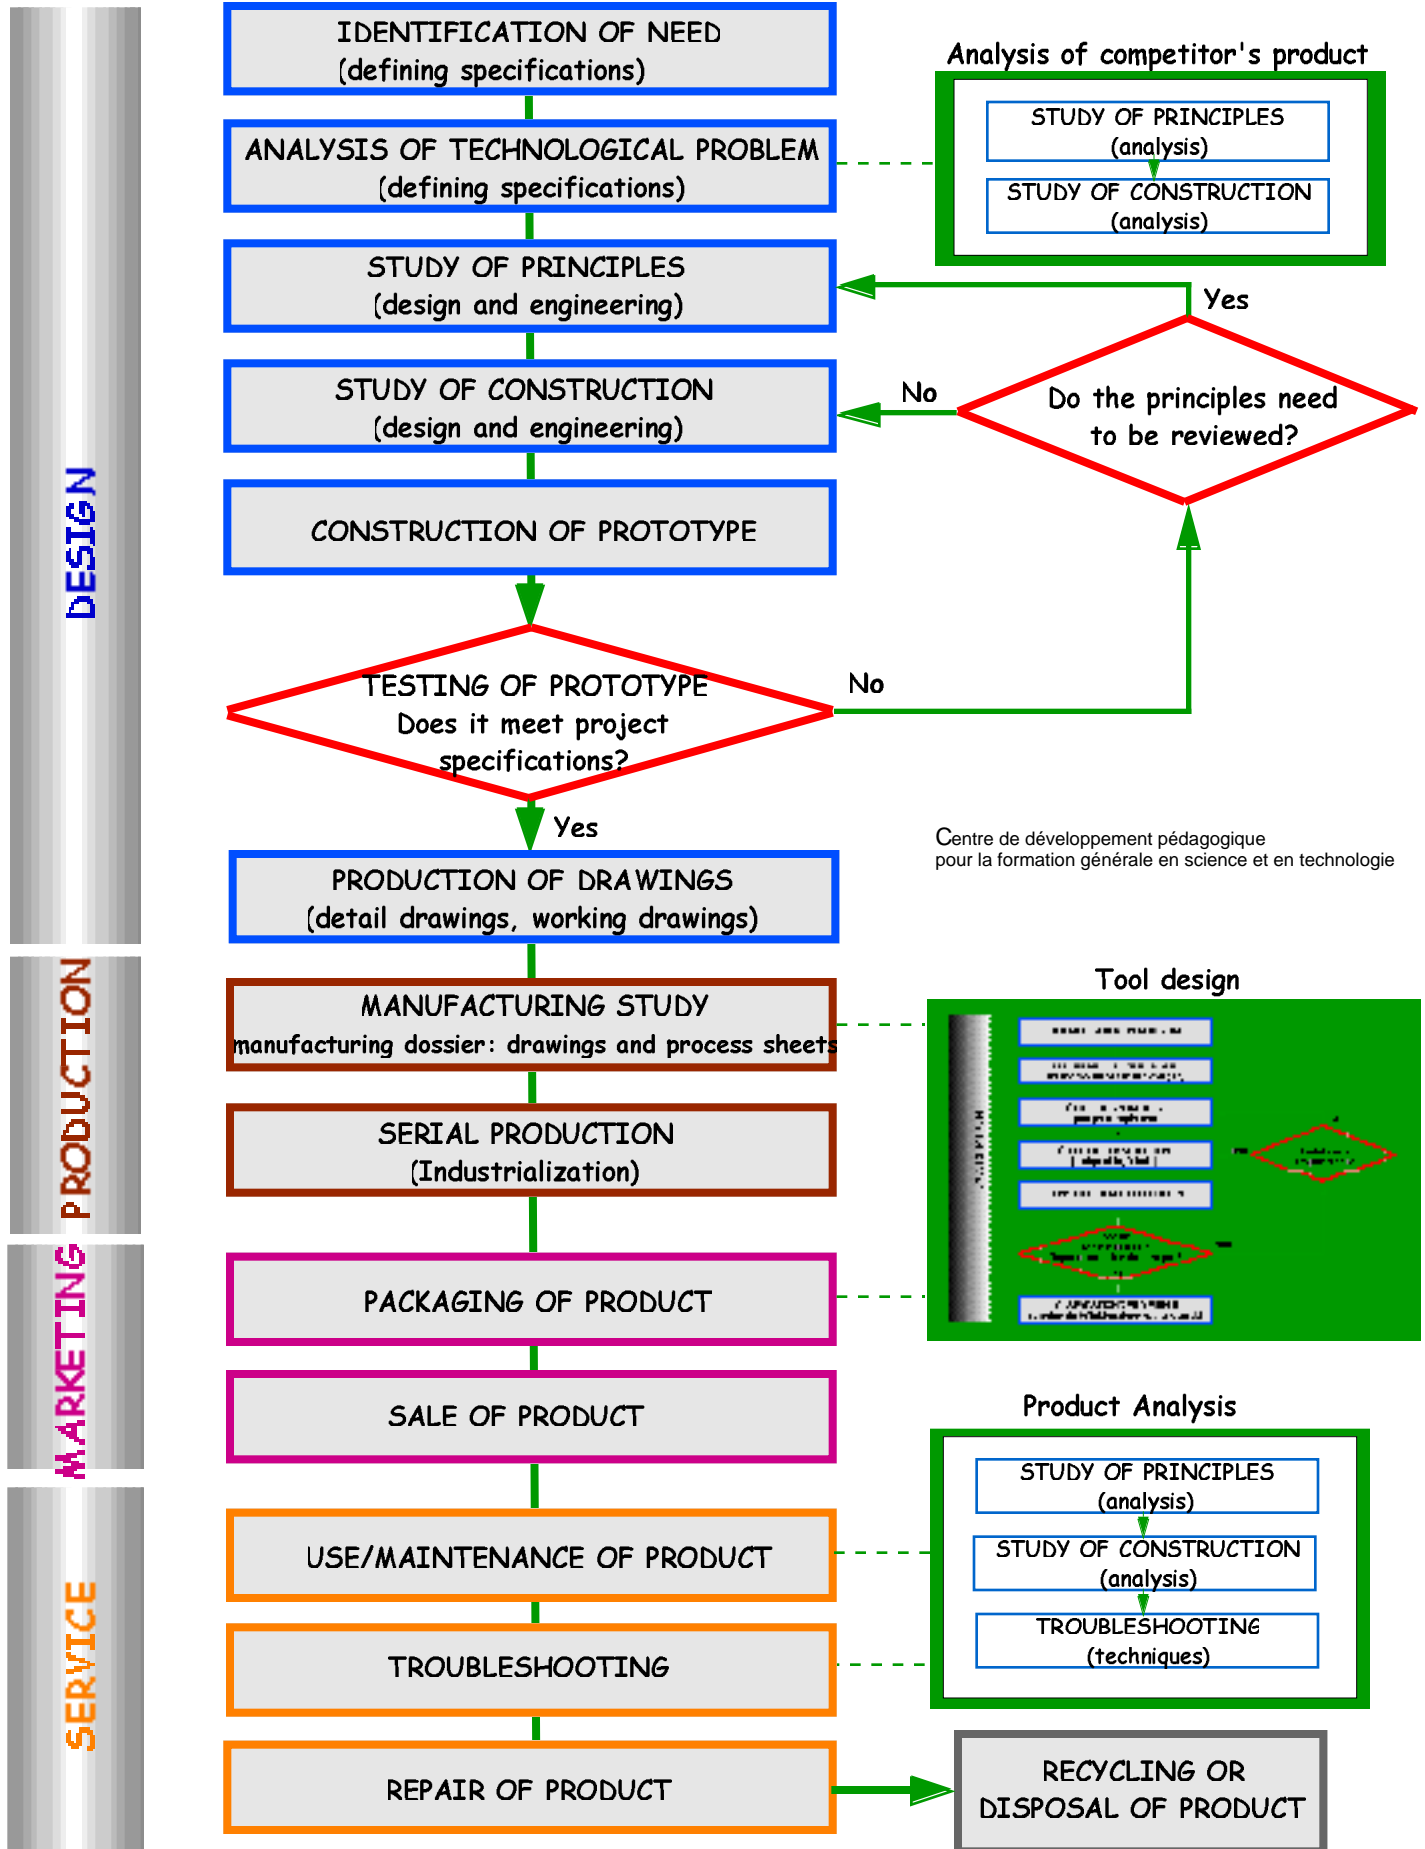 IDENTIFICATION OF NEED
(defining specifications)
Analysis of competitor's product
STUDY OF PRINCIPLES
(analysis)
STUDY OF CONSTRUCTION
(analysis)
ANALYSIS OF TECHNOLOGICAL PROBLEM
(defining specifications)
STUDY OF PRINCIPLES
(design and engineering)
Yes
STUDY OF CONSTRUCTION
(design and engineering)
No
Do the principles need
to be reviewed?
DESIGN
CONSTRUCTION OF PROTOTYPE
TESTING OF PROTOTYPE
Does it meet project
specifications?
No
Yes
Centre de développement pédagogique
pour la formation générale en science et en technologie
PRODUCTION OF DRAWINGS
(detail drawings, working drawings)
PRODUCTION
MANUFACTURING STUDY
manufacturing dossier: drawings and process sheets
Tool design
SERIAL PRODUCTION
(Industrialization)
MARKETING
PACKAGING OF PRODUCT
SALE OF PRODUCT
Product Analysis
STUDY OF PRINCIPLES
(analysis)
STUDY OF CONSTRUCTION
(analysis)
TROUBLESHOOTING
(techniques)
SERVICE
USE/MAINTENANCE OF PRODUCT
TROUBLESHOOTING
REPAIR OF PRODUCT
RECYCLING OR
DISPOSAL OF PRODUCT